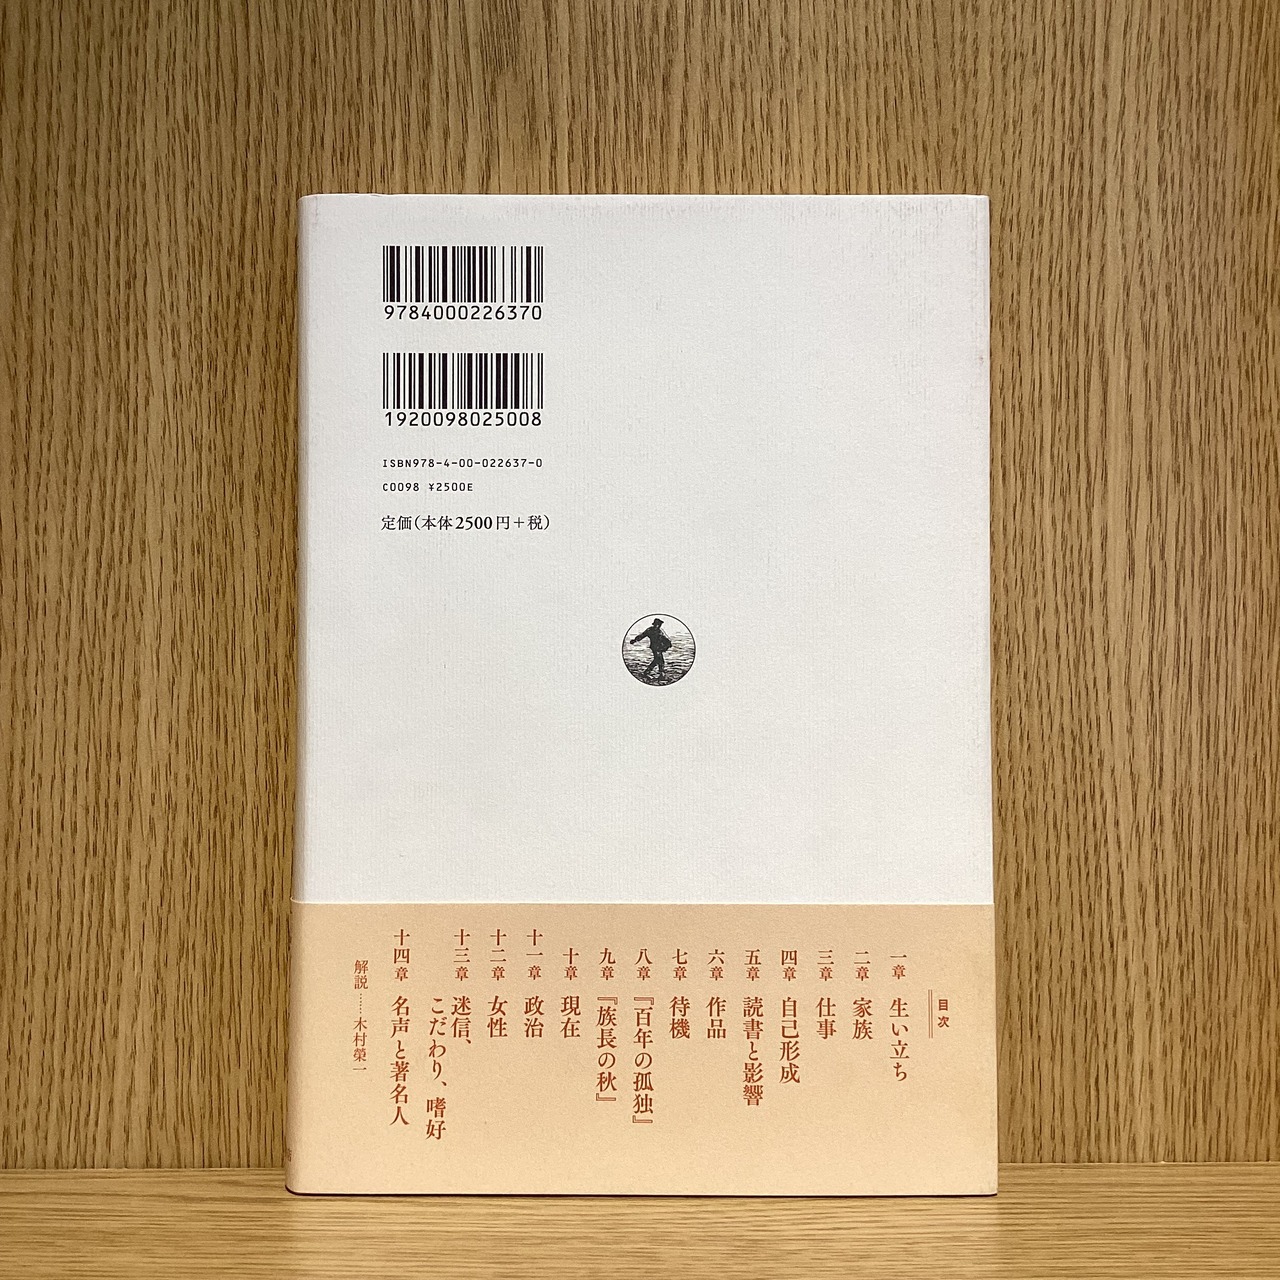 9784000226370
1920098025008
ISBN978-4-00-022637-0
C0098 ¥2500E
定価(本体2500円+税)
目次
一章 生い立ち
二章 家族
三章 仕事
四章 自己形成
五章 読書と影響
六章 作品
七章 待機
八章 『百年の孤独』
九章 『族長の秋』
十章 現在
十一章 政治
十二章 女性
十三章 迷信、
こだわり、嗜好
十四章 名声と著名人
解説……木村榮一